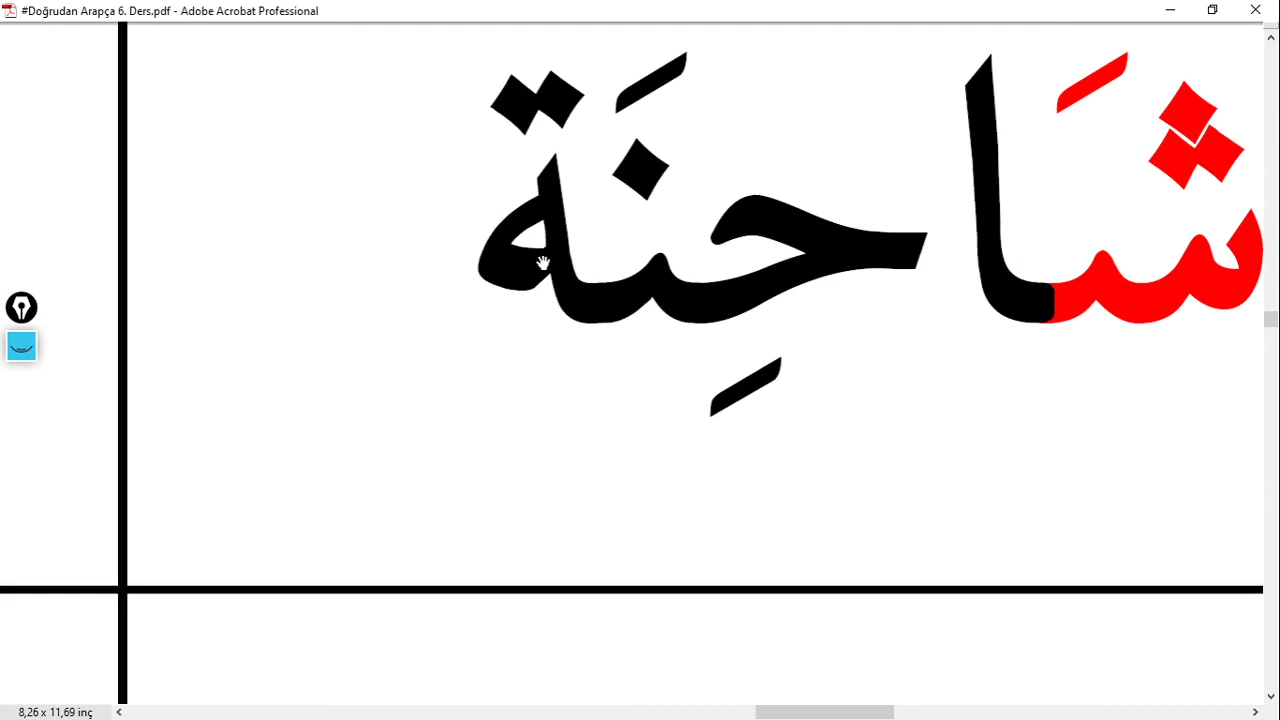 #Doğrudan Arapça 6. Ders.pdf - Adobe Acrobat Professional
شَاحِنَة
8,26 x 11,69 inç